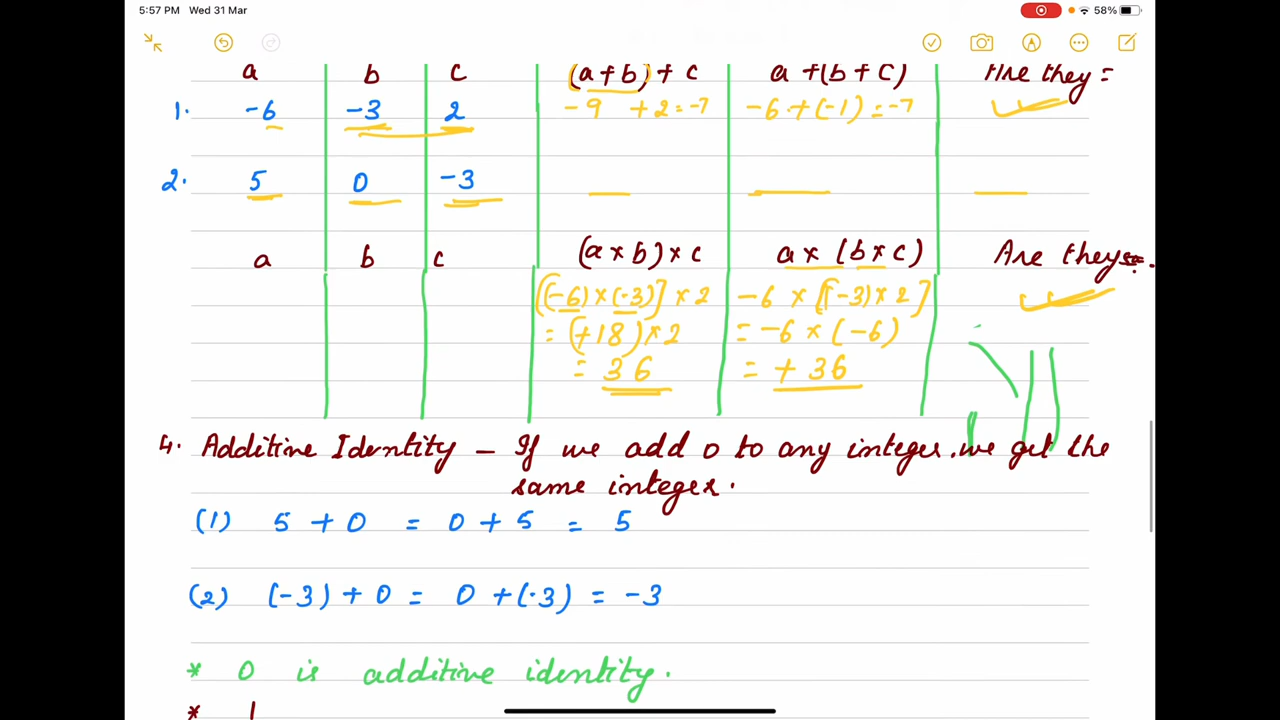 5:57 PM Wed 31 Mar 58%
a b c (a+b)+c a+(b+c) Are they =
1. -6 -3 2 -9 +2=-7 -6+(-1)=-7
2. 5 0 -3
a b c (a×b)×c a×(b×c) Are they=.
[(-6)×(-3)]×2 -6×[(-3)×2]
=(+18)×2 =-6×(-6)
= 36 = +36
4. Additive Identity – If we add 0 to any integer.we get the
same integer.
(1) 5+0 = 0+5 = 5
(2) (-3)+0 = 0+(-3) = -3
* 0 is additive identity.
* 1